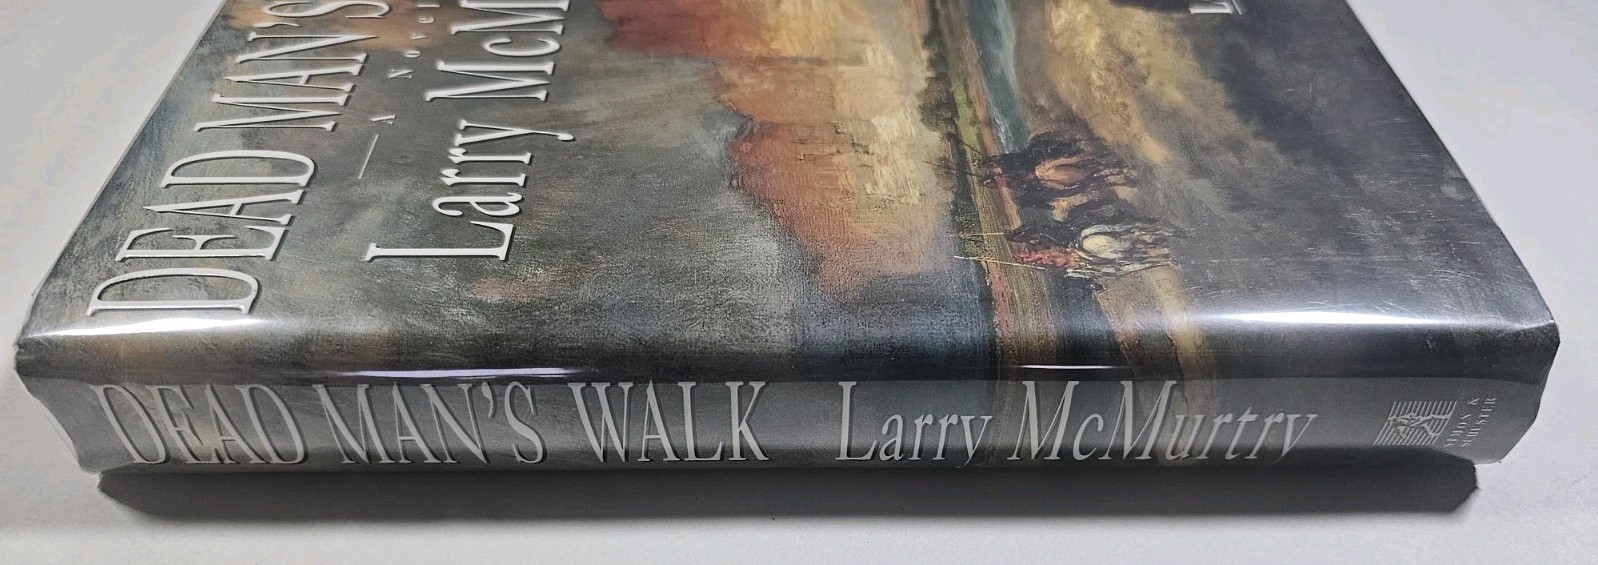 DEAD MAN'S
A Novel
Larry McM
DEAD MAN'S WALK Larry McMurtry
SIMON &
SCHUSTER